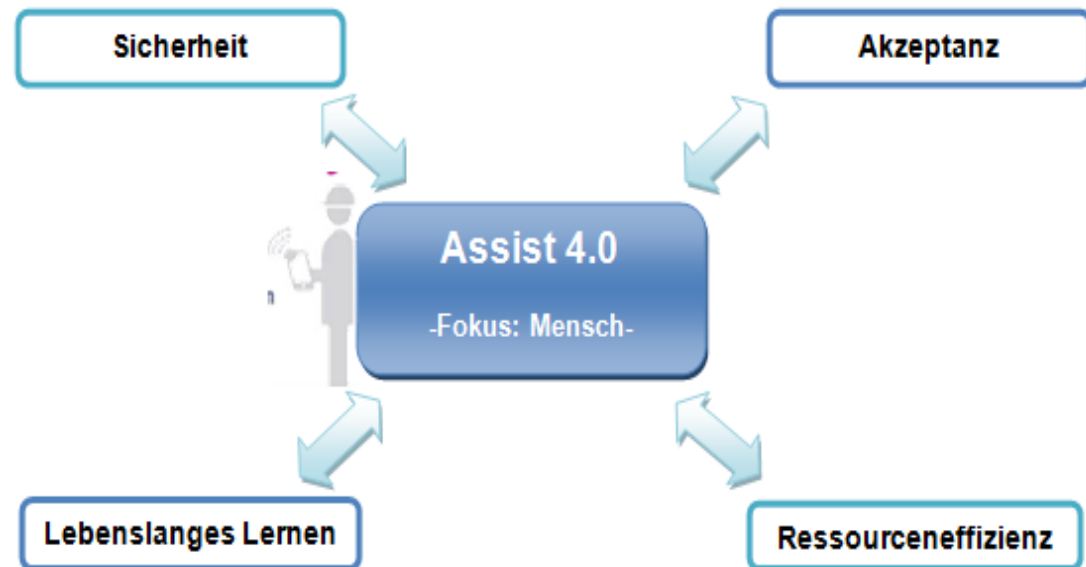 Sicherheit
Akzeptanz
Assist 4.0
-Fokus: Mensch-
Lebenslanges Lernen
Ressourceneffizienz